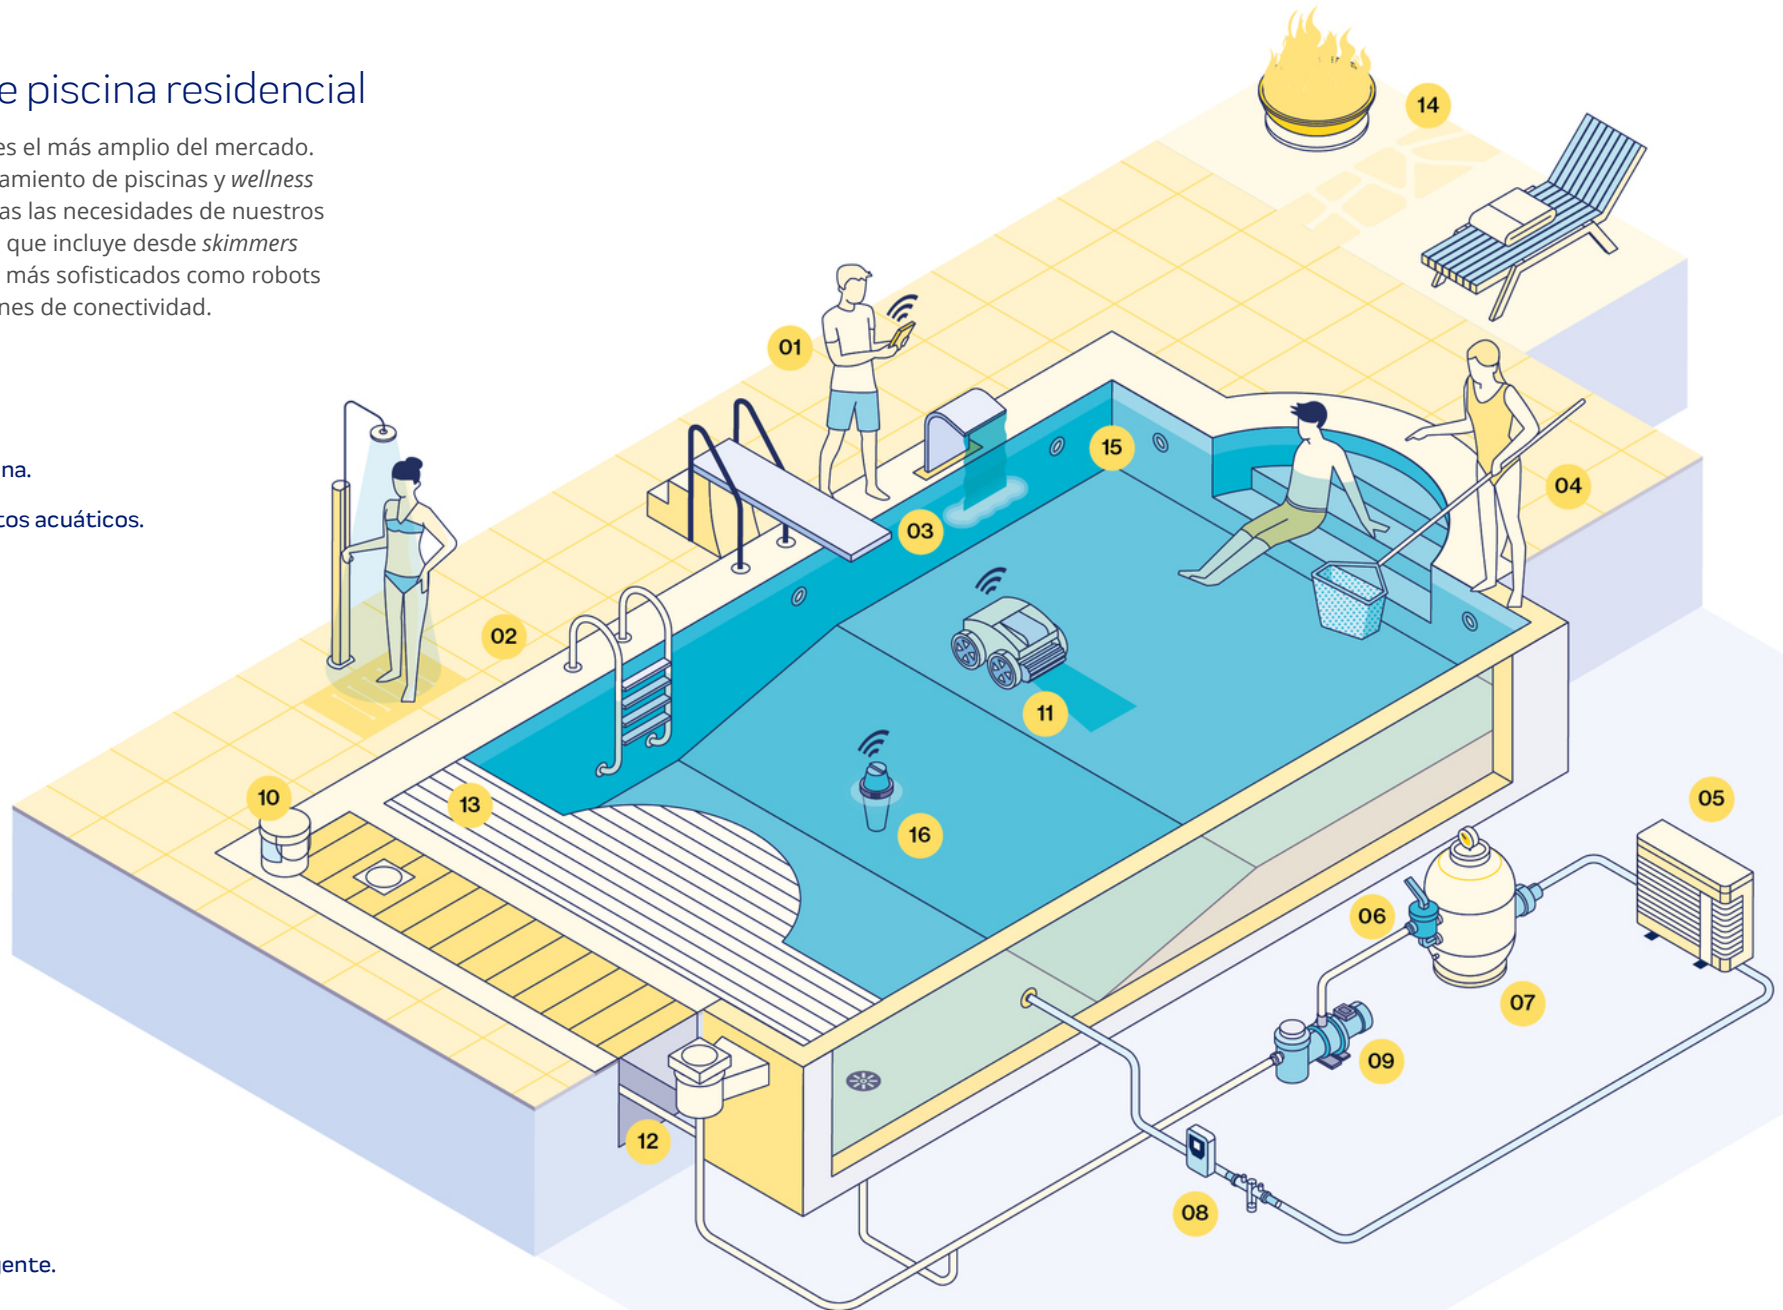 e piscina residencial
es el más amplio del mercado.
amiento de piscinas y wellness
as las necesidades de nuestros
que incluye desde skimmers
más sofisticados como robots
nes de conectividad.
na.
tos acuáticos.
gente.
14
01
15
04
03
02
11
10
13
16
05
06
07
09
12
08